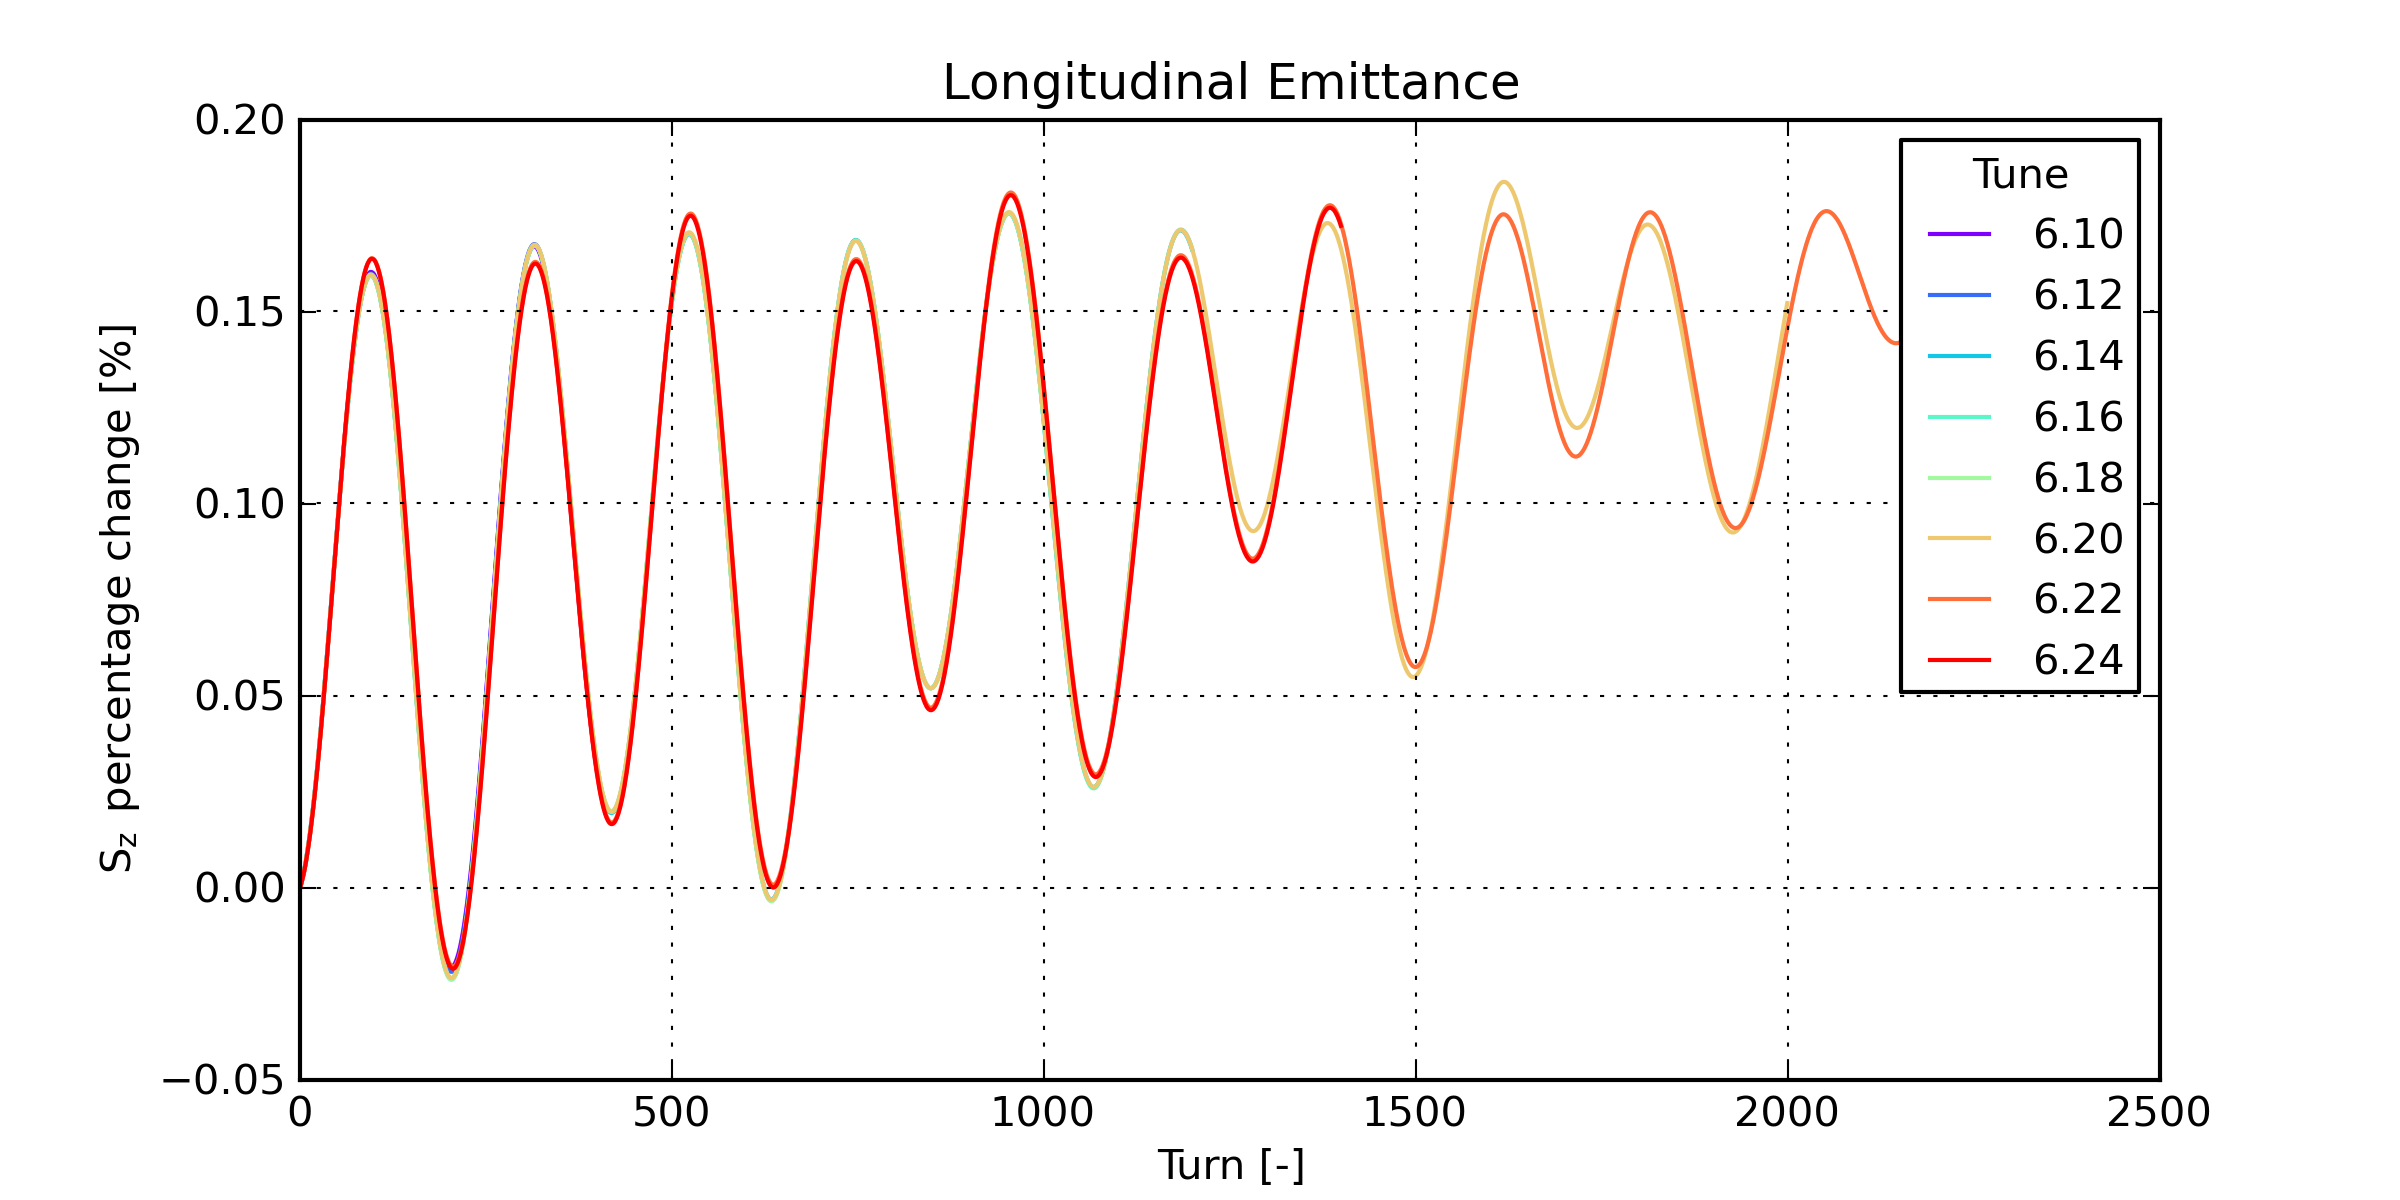 Longitudinal Emittance
0.20
0.15
0.10
0.05
0.00
−0.05
S_z percentage change [%]
0 500 1000 1500 2000 2500
Turn [-]
Tune
6.10
6.12
6.14
6.16
6.18
6.20
6.22
6.24